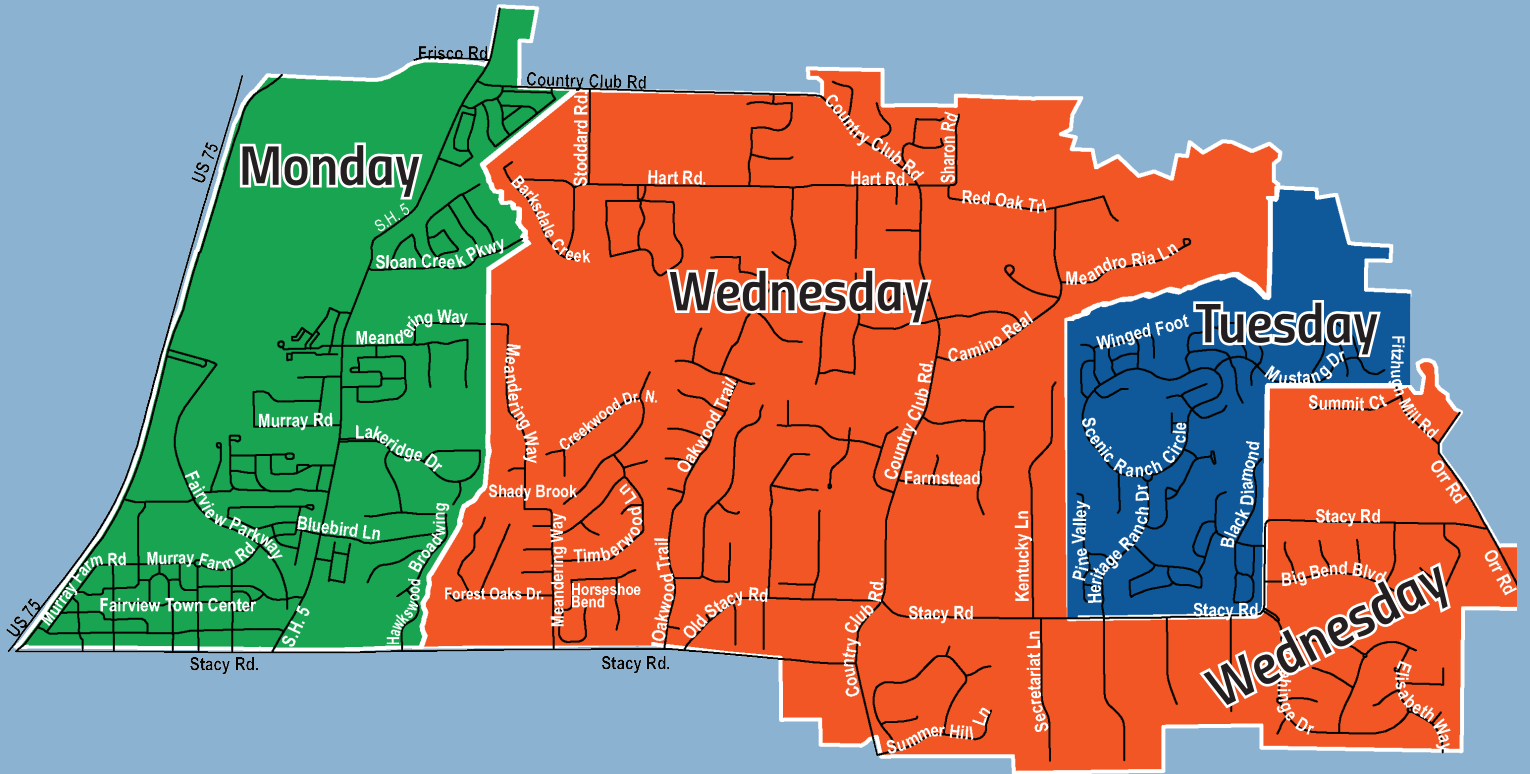 Frisco Rd
Country Club Rd
US 75
Monday
S.H. 5
Sloan Creek Pkwy
Stoddard Rd.
Barksdale Creek
Hart Rd.
Country Club Rd
Sharon Rd
Hart Rd.
Red Oak Trl
Meandro Ria Ln
Wednesday
Camino Real
Tuesday
Winged Foot
Mustang Dr
Fitzhugh Mill Rd
Summit Ct
Meandering Way
Meandering Way
Murray Rd
Lakeridge Dr
Creekwood Dr. N.
Oakwood Trail
Country Club Rd.
Farmstead
Scenic Ranch Circle
Black Diamond
Orr Rd
Shady Brook
Fairview Parkway
Bluebird Ln
Broadwing
Hawkswood
Timberwood Ln
Meandering Way
Kentucky Ln
Pine Valley
Heritage Ranch Dr
Stacy Rd
Big Bend Blvd
Orr Rd
Murray Farm Rd
Murray Farm Rd
Fairview Town Center
US 75
S.H. 5
Forest Oaks Dr.
Horseshoe
Bend
Oakwood Trail
Old Stacy Rd
Country Club Rd.
Stacy Rd
Stacy Rd
Wednesday
Stacy Rd.
Stacy Rd.
Secretariat Ln
Summer Hill Ln
Elisabeth Way